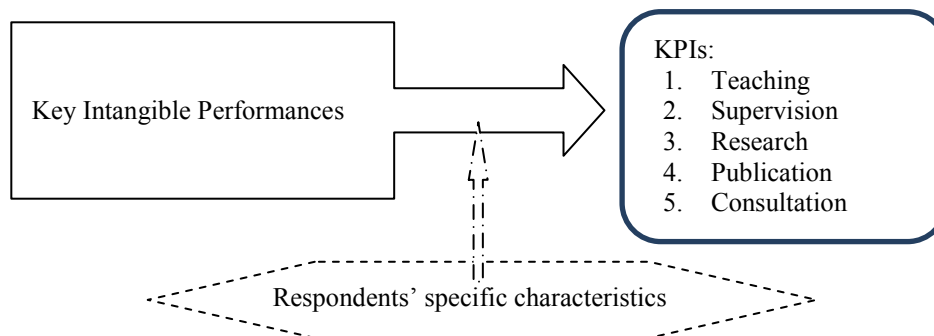 Key Intangible Performances
KPIs:
1. Teaching
2. Supervision
3. Research
4. Publication
5. Consultation
Respondents’ specific characteristics